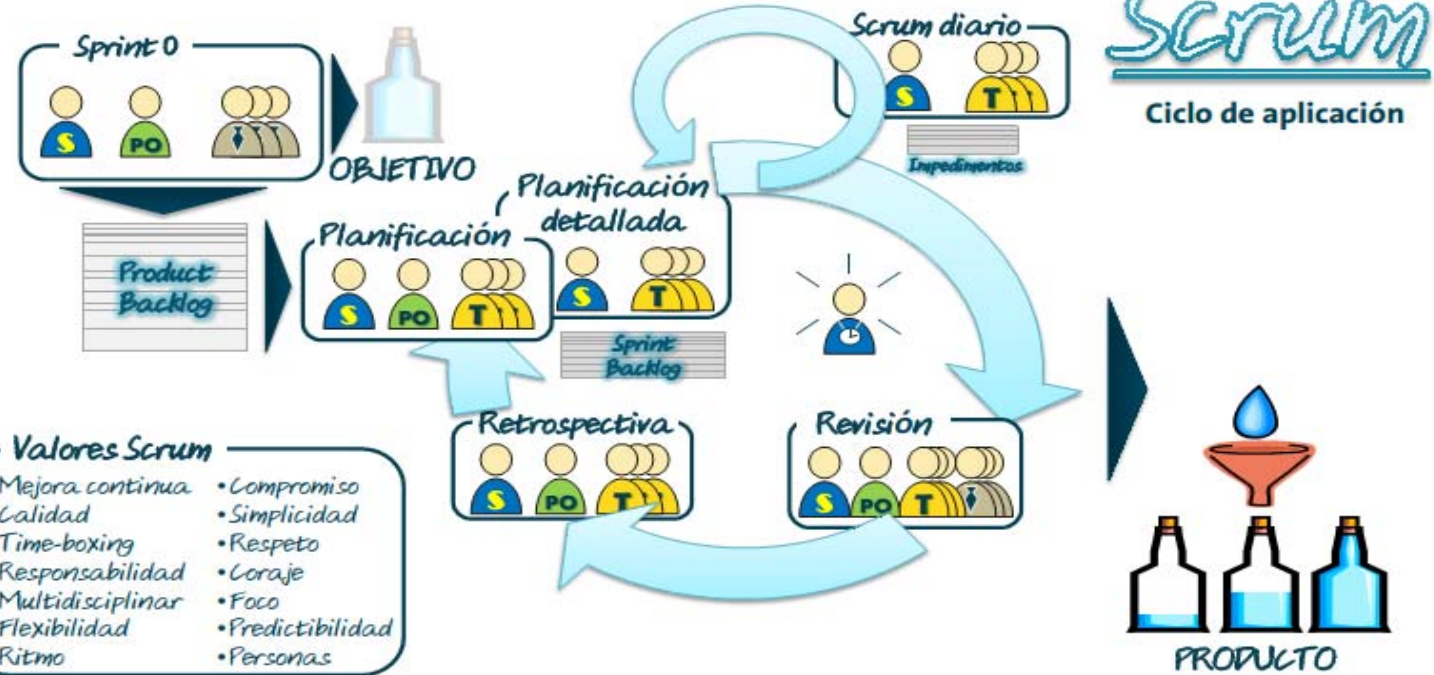 Scrum
Ciclo de aplicación
Sprint 0
S
PO
OBJETIVO
Product
Backlog
Planificación
S
PO
T
Planificación
detallada
S
T
Sprint
Backlog
Scrum diario
S
T
Impedimentos
Revisión
S
PO
T
Retrospectiva
S
PO
T
Valores Scrum
Mejora continua
Calidad
Time-boxing
Responsabilidad
Multidisciplinar
Flexibilidad
Ritmo
•Compromiso
•Simplicidad
•Respeto
•Coraje
•Foco
•Predictibilidad
•Personas
PRODUCTO